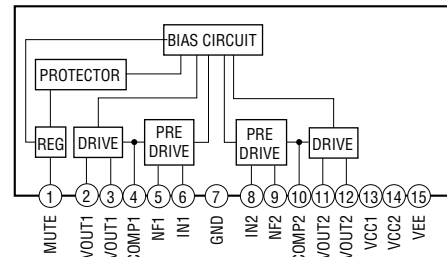 BIAS CIRCUIT
PROTECTOR
REG
DRIVE
PRE
DRIVE
PRE
DRIVE
DRIVE
1
2
3
4
5
6
7
8
9
10
11
12
13
14
15
MUTE
VOUT1
VOUT1
COMP1
NF1
IN1
GND
IN2
NF2
COMP2
VOUT2
VOUT2
VCC1
VCC2
VEE